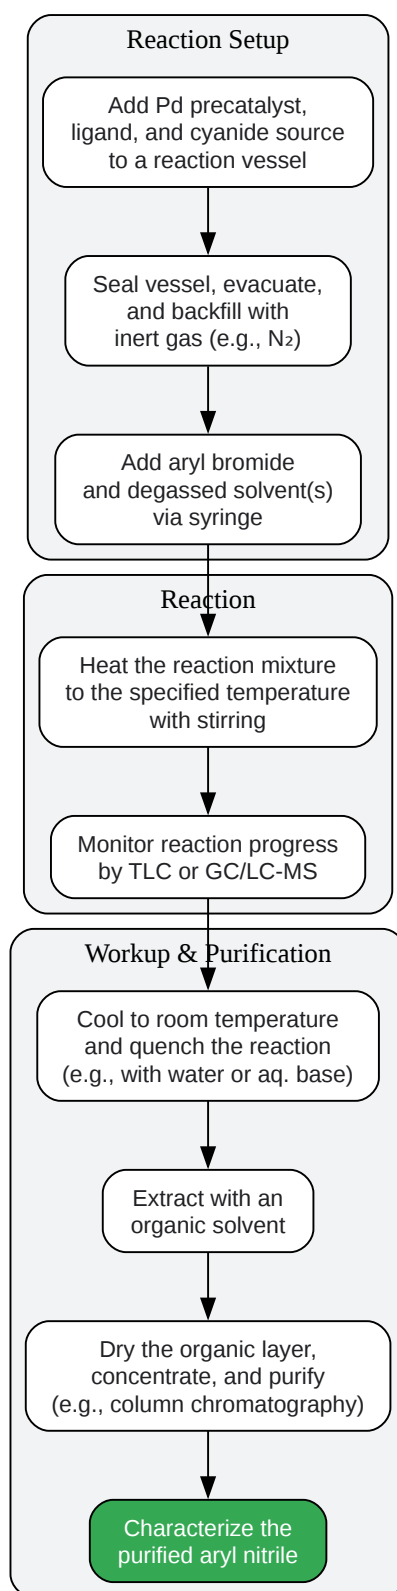 Reaction Setup
Add Pd precatalyst,
ligand, and cyanide source
to a reaction vessel
Seal vessel, evacuate,
and backfill with
inert gas (e.g., N₂)
Add aryl bromide
and degassed solvent(s)
via syringe
Reaction
Heat the reaction mixture
to the specified temperature
with stirring
Monitor reaction progress
by TLC or GC/LC-MS
Workup & Purification
Cool to room temperature
and quench the reaction
(e.g., with water or aq. base)
Extract with an
organic solvent
Dry the organic layer,
concentrate, and purify
(e.g., column chromatography)
Characterize the
purified aryl nitrile